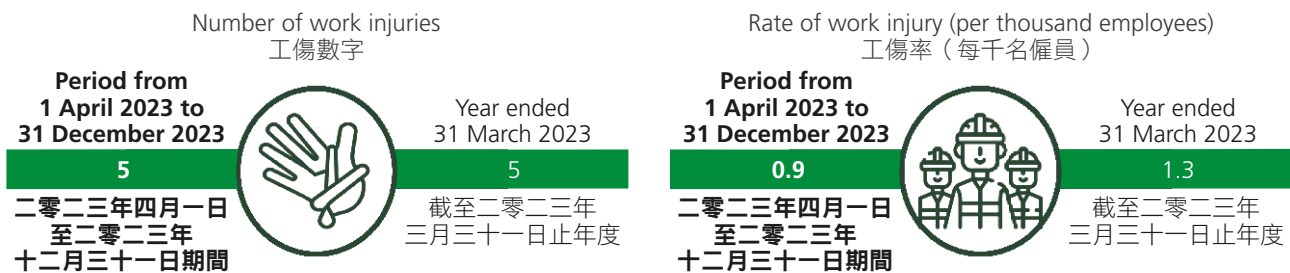 Number of work injuries
工傷數字
Period from
1 April 2023 to
31 December 2023
Year ended
31 March 2023
5
5
二零二三年四月一日
至二零二三年
十二月三十一日期間
截至二零二三年
三月三十一日止年度
Rate of work injury (per thousand employees)
工傷率（每千名僱員）
Period from
1 April 2023 to
31 December 2023
Year ended
31 March 2023
0.9
1.3
二零二三年四月一日
至二零二三年
十二月三十一日期間
截至二零二三年
三月三十一日止年度